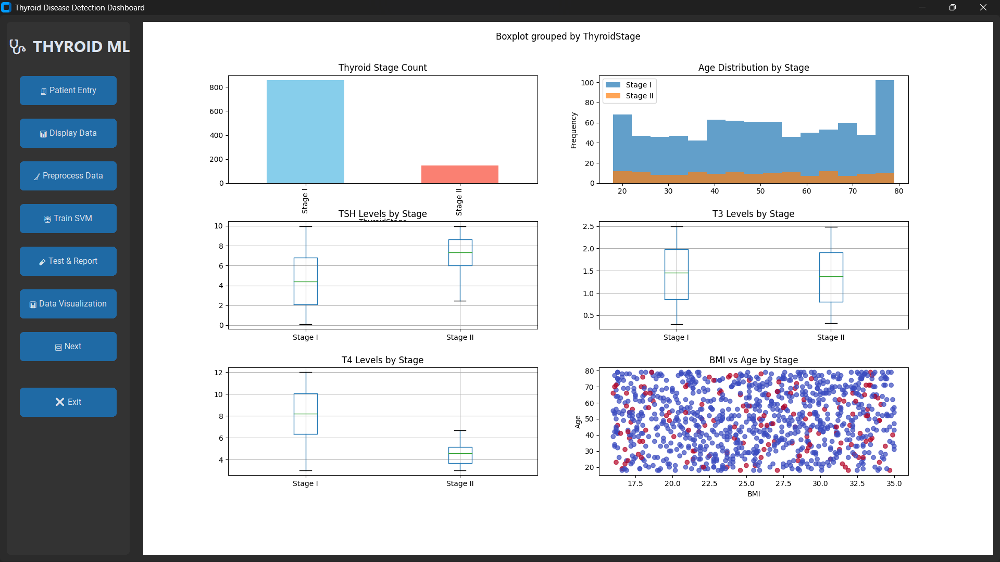 Thyroid Disease Detection Dashboard
THYROID ML
Patient Entry
Display Data
Preprocess Data
Train SVM
Test & Report
Data Visualization
Next
Exit
Boxplot grouped by ThyroidStage
Thyroid Stage Count
800
600
400
200
0
Stage I
Stage II
ThyroidStage
Age Distribution by Stage
Stage I
Stage II
Frequency
100
80
60
40
20
0
20 30 40 50 60 70 80
TSH Levels by Stage
10
8
6
4
2
0
Stage I Stage II
T3 Levels by Stage
2.5
2.0
1.5
1.0
0.5
Stage I Stage II
T4 Levels by Stage
12
10
8
6
4
Stage I Stage II
BMI vs Age by Stage
Age
80
70
60
50
40
30
20
17.5 20.0 22.5 25.0 27.5 30.0 32.5 35.0
BMI